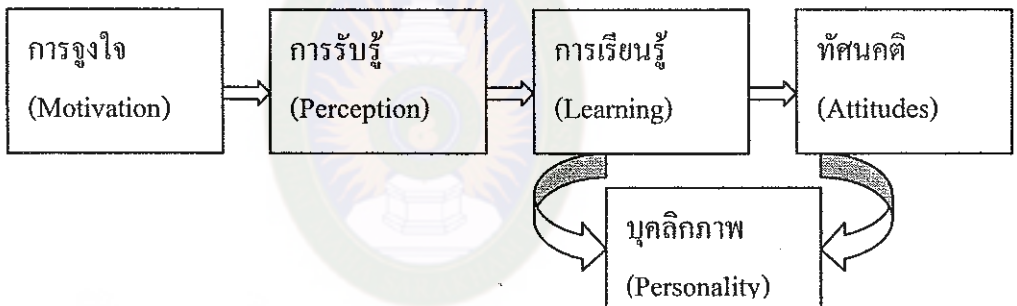 การจูงใจ
(Motivation)
การรับรู้
(Perception)
การเรียนรู้
(Learning)
ทัศนคติ
(Attitudes)
บุคลิกภาพ
(Personality)